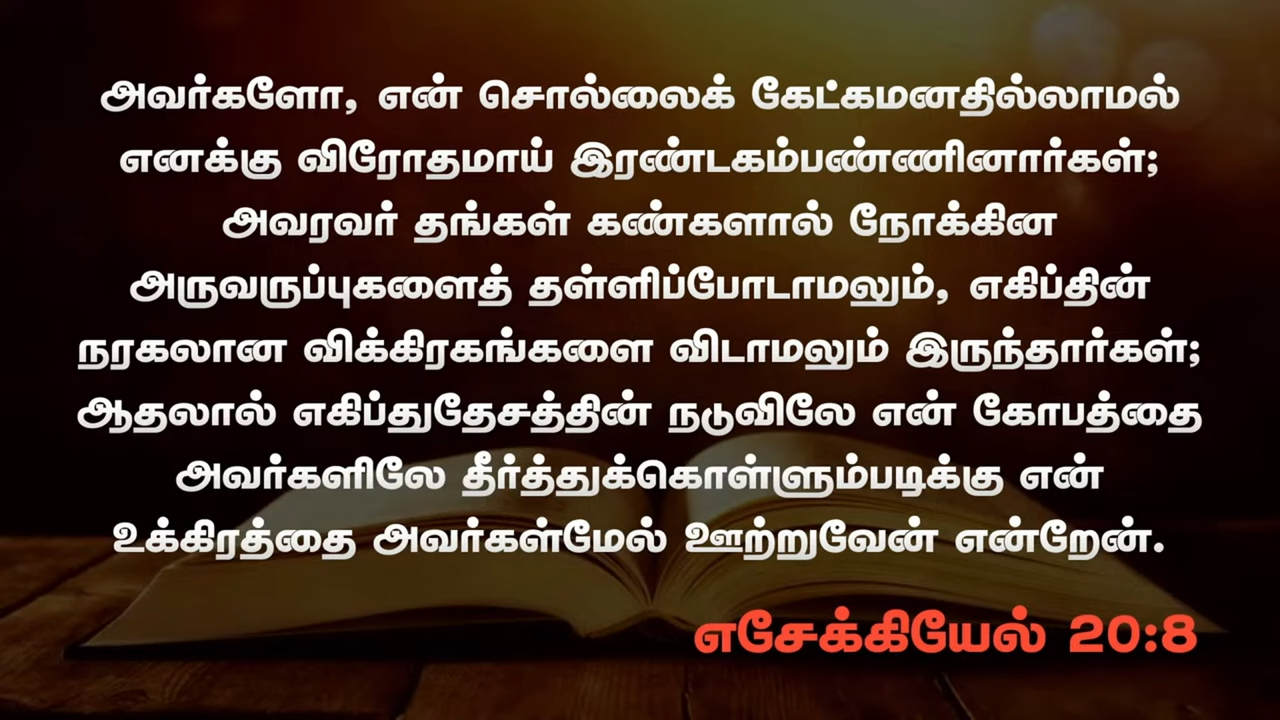 அவர்களோ, என் சொல்லைக் கேட்கமனதில்லாமல்
எனக்கு விரோதமாய் இரண்டகம்பண்ணினார்கள்;
அவரவர் தங்கள் கண்களால் நோக்கின
அருவருப்புகளைத் தள்ளிப்போடாமலும், எகிப்தின்
நரகலான விக்கிரகங்களை விடாமலும் இருந்தார்கள்;
ஆதலால் எகிப்துதேசத்தின் நடுவிலே என் கோபத்தை
அவர்களிலே தீர்த்துக்கொள்ளும்படிக்கு என்
உக்கிரத்தை அவர்கள்மேல் ஊற்றுவேன் என்றேன்.
எசேக்கியேல் 20:8